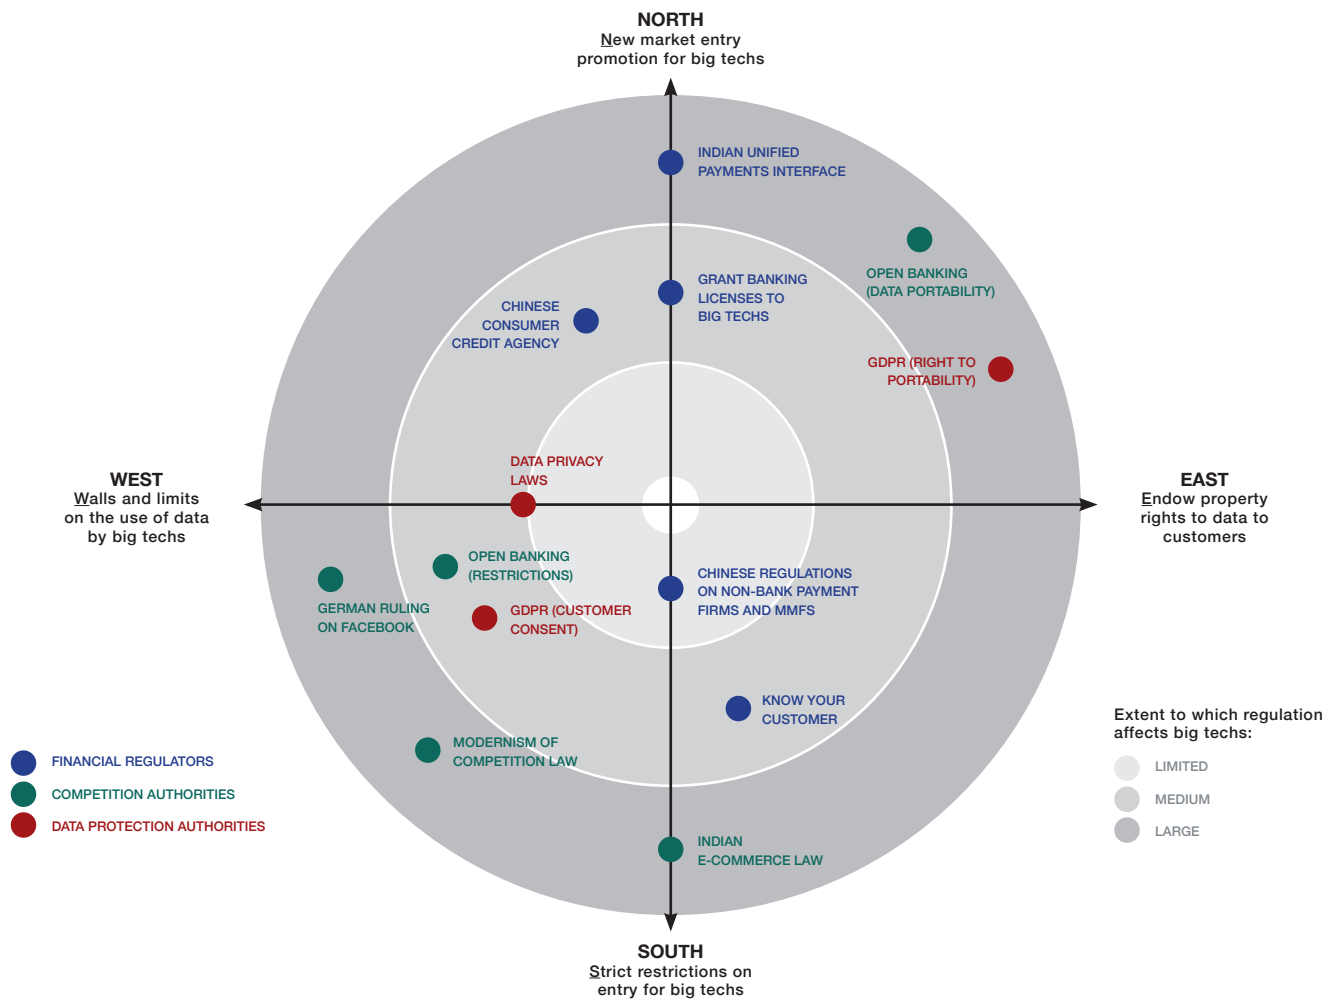 NORTH
New market entry
promotion for big techs
INDIAN UNIFIED
PAYMENTS INTERFACE
OPEN BANKING
(DATA PORTABILITY)
GRANT BANKING
LICENSES TO
BIG TECHS
CHINESE
CONSUMER
CREDIT AGENCY
GDPR (RIGHT TO
PORTABILITY)
DATA PRIVACY
LAWS
WEST
Walls and limits
on the use of data
by big techs
EAST
Endow property
rights to data to
customers
OPEN BANKING
(RESTRICTIONS)
CHINESE REGULATIONS
ON NON-BANK PAYMENT
FIRMS AND MMFS
GERMAN RULING
ON FACEBOOK
GDPR (CUSTOMER
CONSENT)
KNOW YOUR
CUSTOMER
MODERNISM OF
COMPETITION LAW
INDIAN
E-COMMERCE LAW
FINANCIAL REGULATORS
COMPETITION AUTHORITIES
DATA PROTECTION AUTHORITIES
Extent to which regulation
affects big techs:
LIMITED
MEDIUM
LARGE
SOUTH
Strict restrictions on
entry for big techs